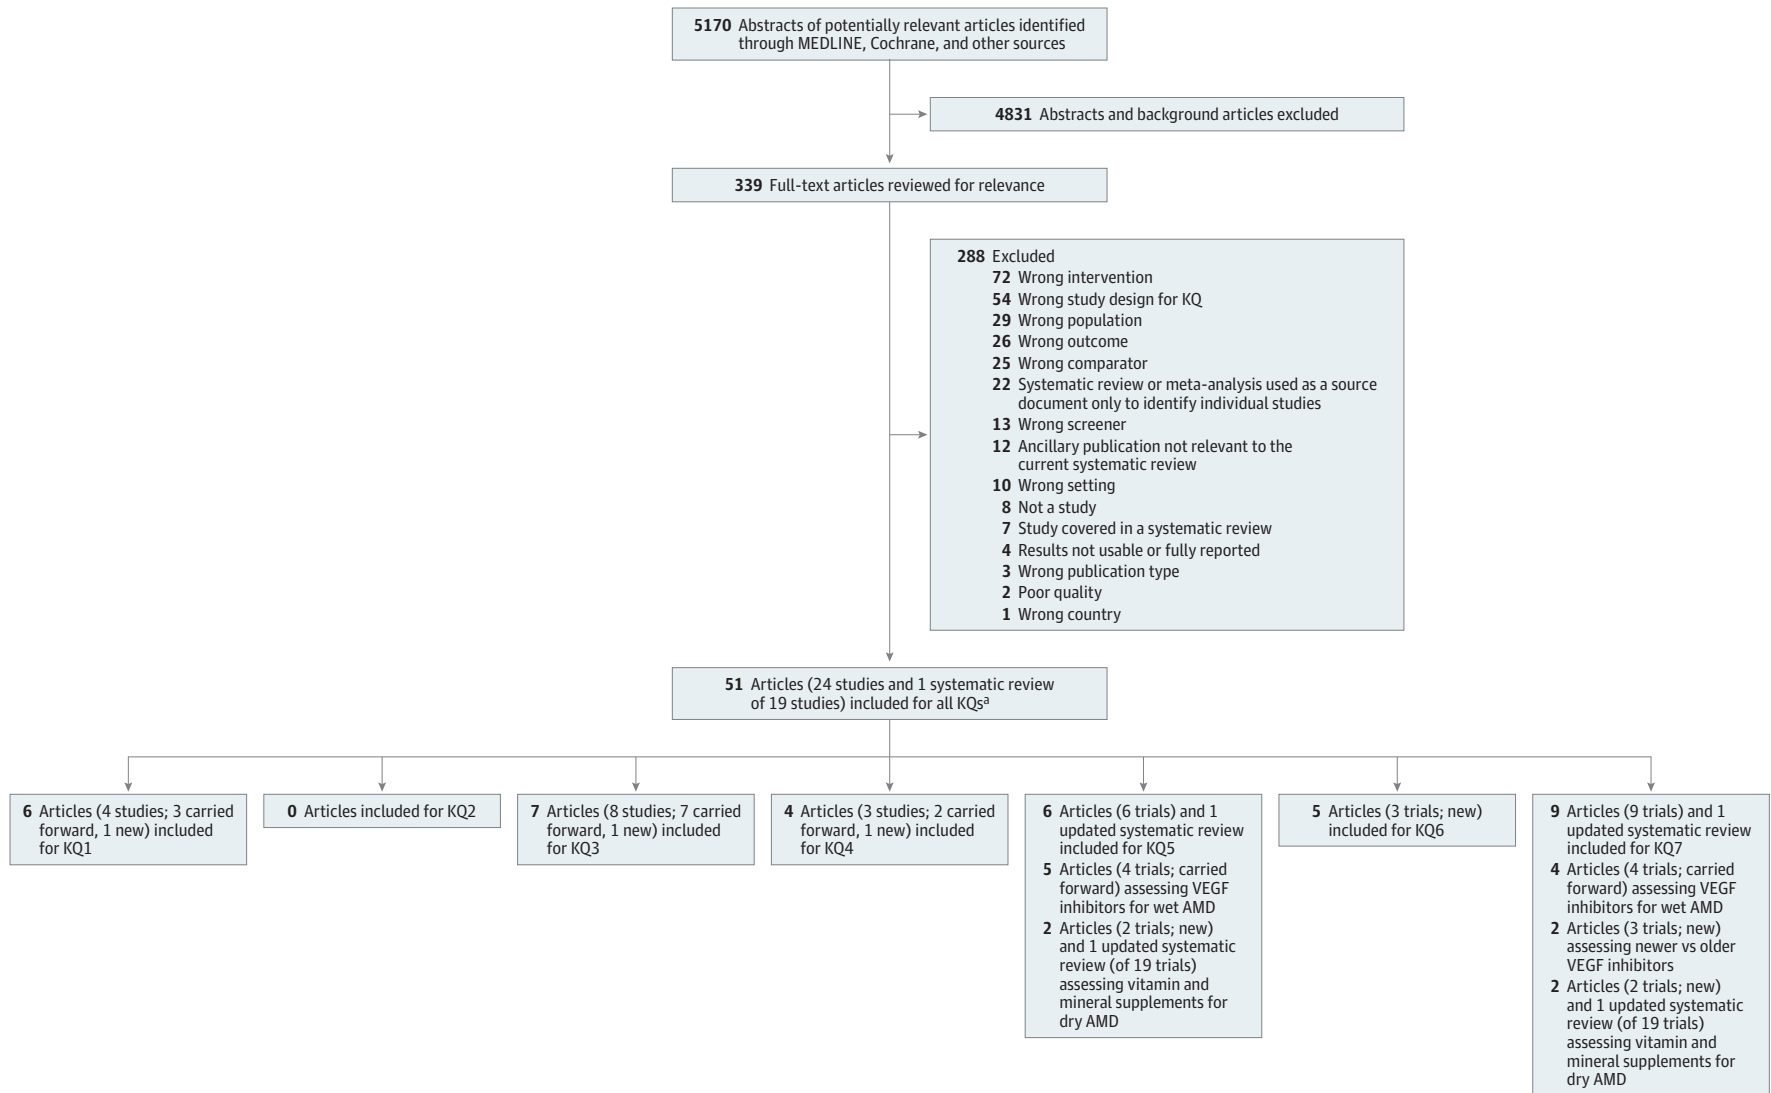 5170 Abstracts of potentially relevant articles identified
through MEDLINE, Cochrane, and other sources
4831 Abstracts and background articles excluded
339 Full-text articles reviewed for relevance
288 Excluded
72 Wrong intervention
54 Wrong study design for KQ
29 Wrong population
26 Wrong outcome
25 Wrong comparator
22 Systematic review or meta-analysis used as a source
document only to identify individual studies
13 Wrong screener
12 Ancillary publication not relevant to the
current systematic review
10 Wrong setting
8 Not a study
7 Study covered in a systematic review
4 Results not usable or fully reported
3 Wrong publication type
2 Poor quality
1 Wrong country
51 Articles (24 studies and 1 systematic review
of 19 studies) included for all KQsa
6 Articles (4 studies; 3 carried
forward, 1 new) included
for KQ1
0 Articles included for KQ2
7 Articles (8 studies; 7 carried
forward, 1 new) included
for KQ3
4 Articles (3 studies; 2 carried
forward, 1 new) included
for KQ4
6 Articles (6 trials) and 1
updated systematic review
included for KQ5
5 Articles (4 trials; carried
forward) assessing VEGF
inhibitors for wet AMD
2 Articles (2 trials; new)
and 1 updated systematic
review (of 19 trials)
assessing vitamin and
mineral supplements for
dry AMD
5 Articles (3 trials; new)
included for KQ6
9 Articles (9 trials) and 1
updated systematic review
included for KQ7
4 Articles (4 trials; carried
forward) assessing VEGF
inhibitors for wet AMD
2 Articles (3 trials; new)
assessing newer vs older
VEGF inhibitors
2 Articles (2 trials; new)
and 1 updated systematic
review (of 19 trials)
assessing vitamin and
mineral supplements for
dry AMD